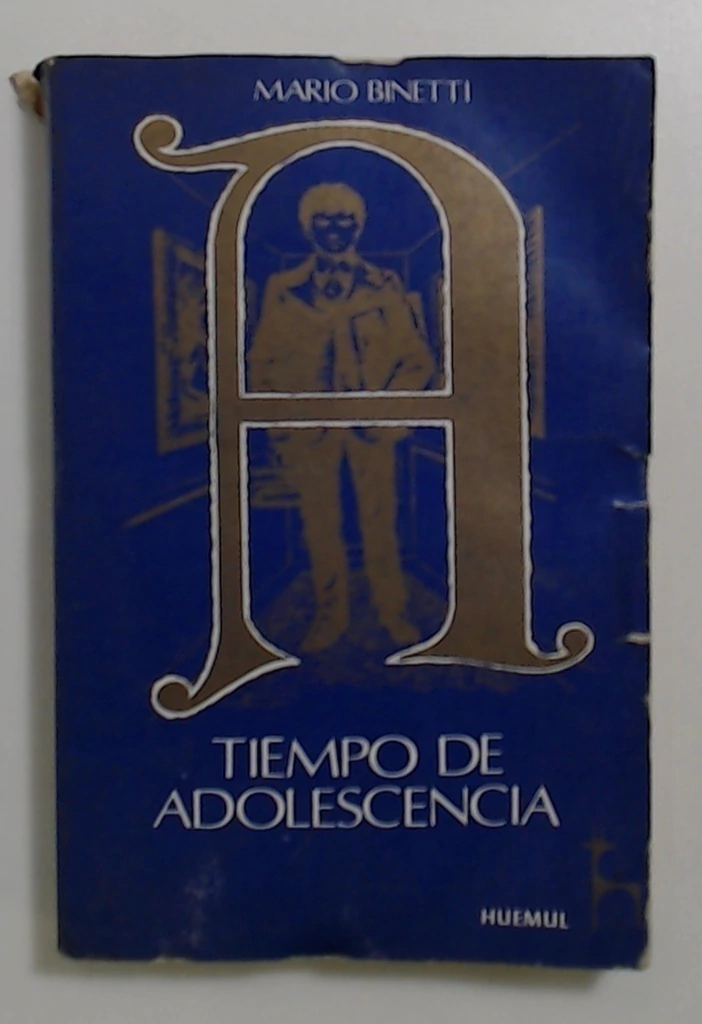 MARIO BINETTI
A
TIEMPO DE
ADOLESCENCIA
HUEMUL